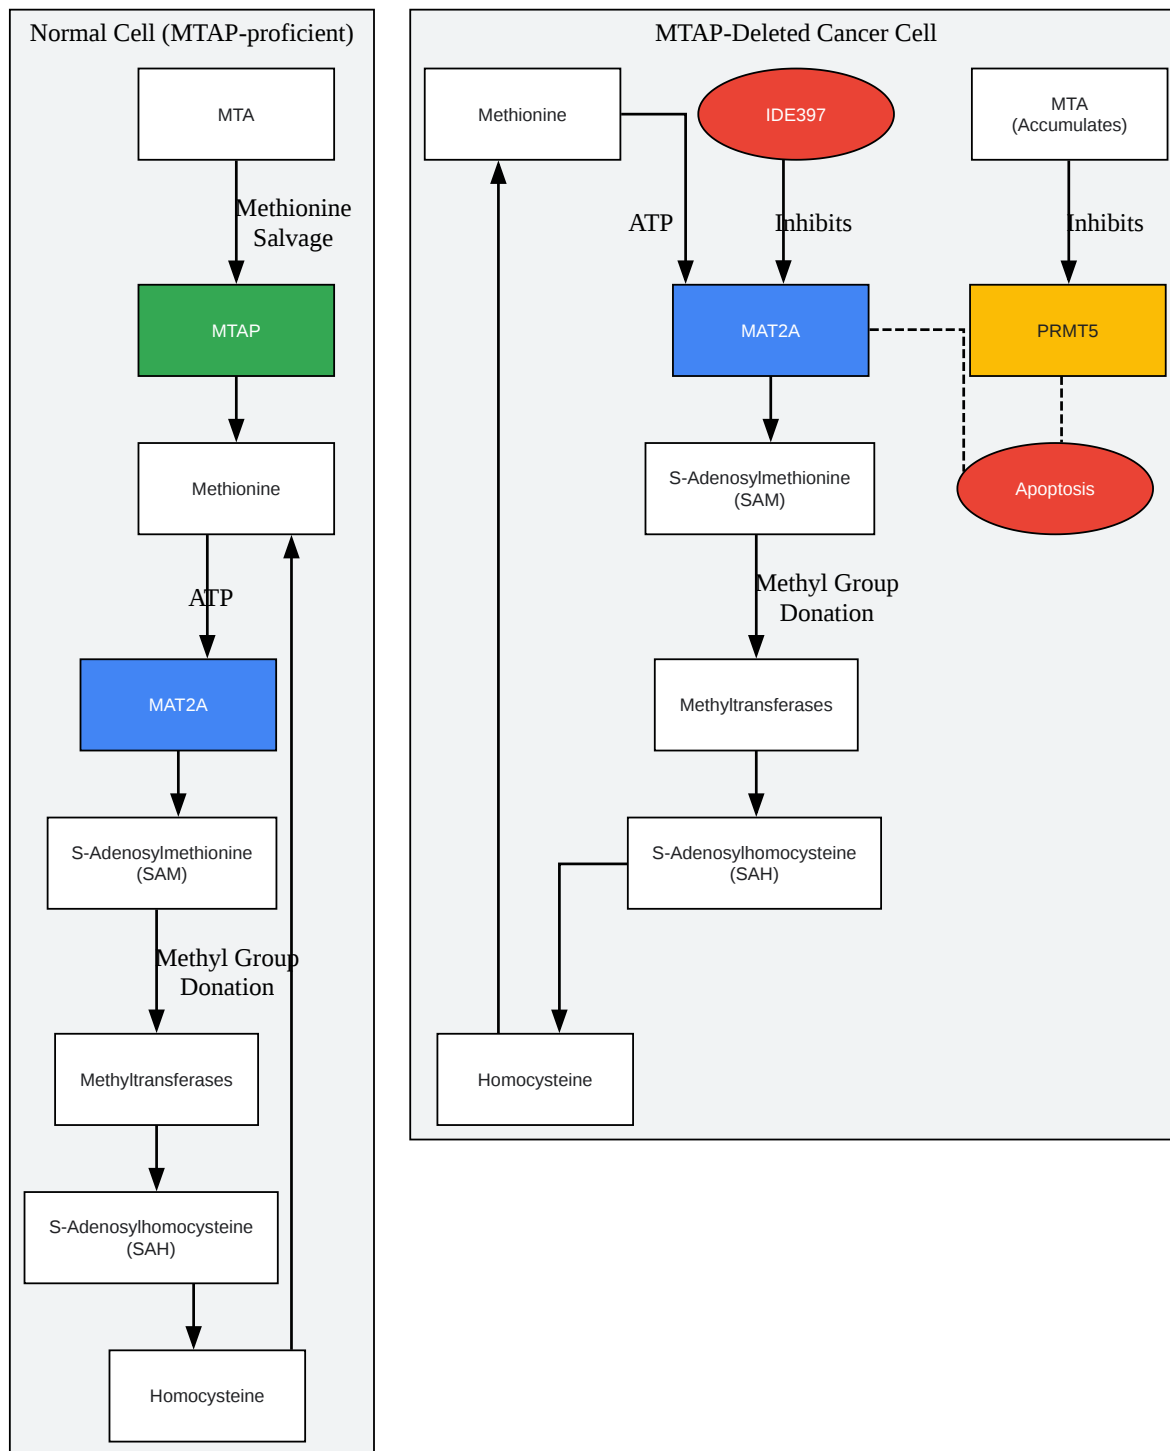 Normal Cell (MTAP-proficient)
MTA
Methionine
Salvage
MTAP
Methionine
ATP
MAT2A
S-Adenosylmethionine
(SAM)
Methyl Group
Donation
Methyltransferases
S-Adenosylhomocysteine
(SAH)
Homocysteine
MTAP-Deleted Cancer Cell
Methionine
IDE397
MTA
(Accumulates)
ATP
Inhibits
Inhibits
MAT2A
PRMT5
S-Adenosylmethionine
(SAM)
Apoptosis
Methyl Group
Donation
Methyltransferases
S-Adenosylhomocysteine
(SAH)
Homocysteine